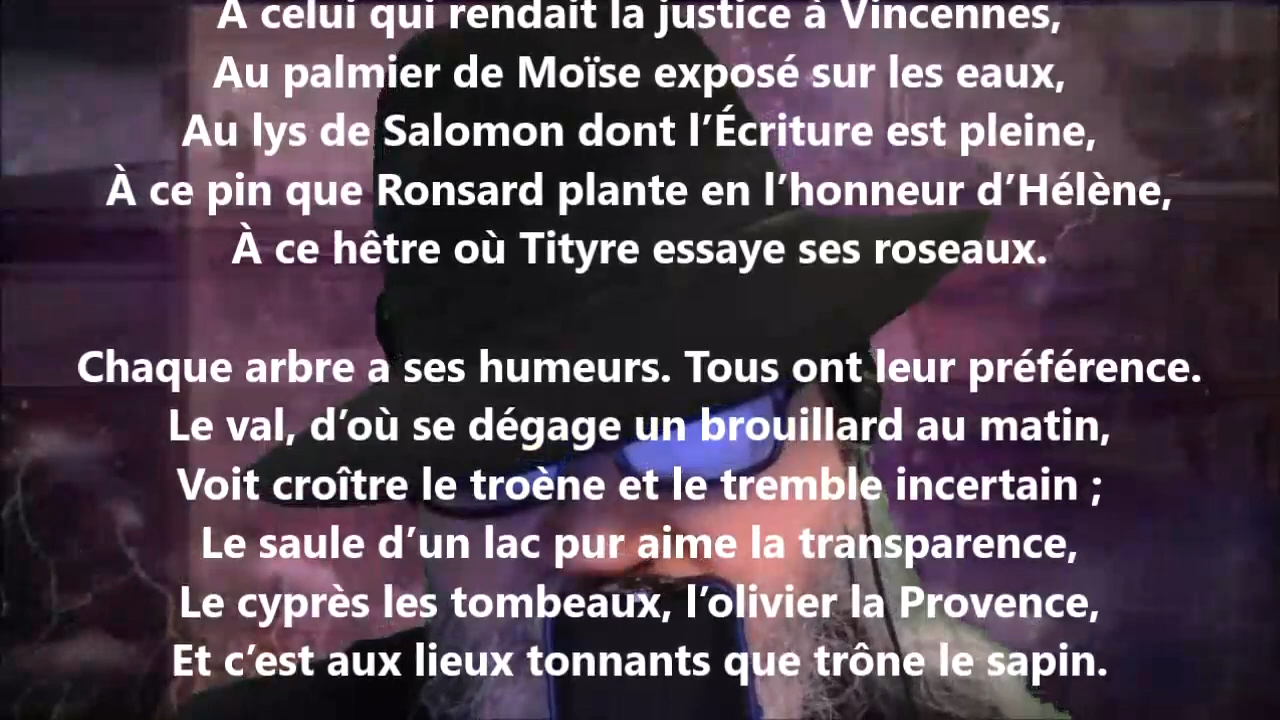 À celui qui rendait la justice à Vincennes,
Au palmier de Moïse exposé sur les eaux,
Au lys de Salomon dont l’Écriture est pleine,
À ce pin que Ronsard plante en l’honneur d’Hélène,
À ce hêtre où Tityre essaye ses roseaux.
Chaque arbre a ses humeurs. Tous ont leur préférence.
Le val, d’où se dégage un brouillard au matin,
Voit croître le troène et le tremble incertain ;
Le saule d’un lac pur aime la transparence,
Le cyprès les tombeaux, l’olivier la Provence,
Et c’est aux lieux tonnants que trône le sapin.